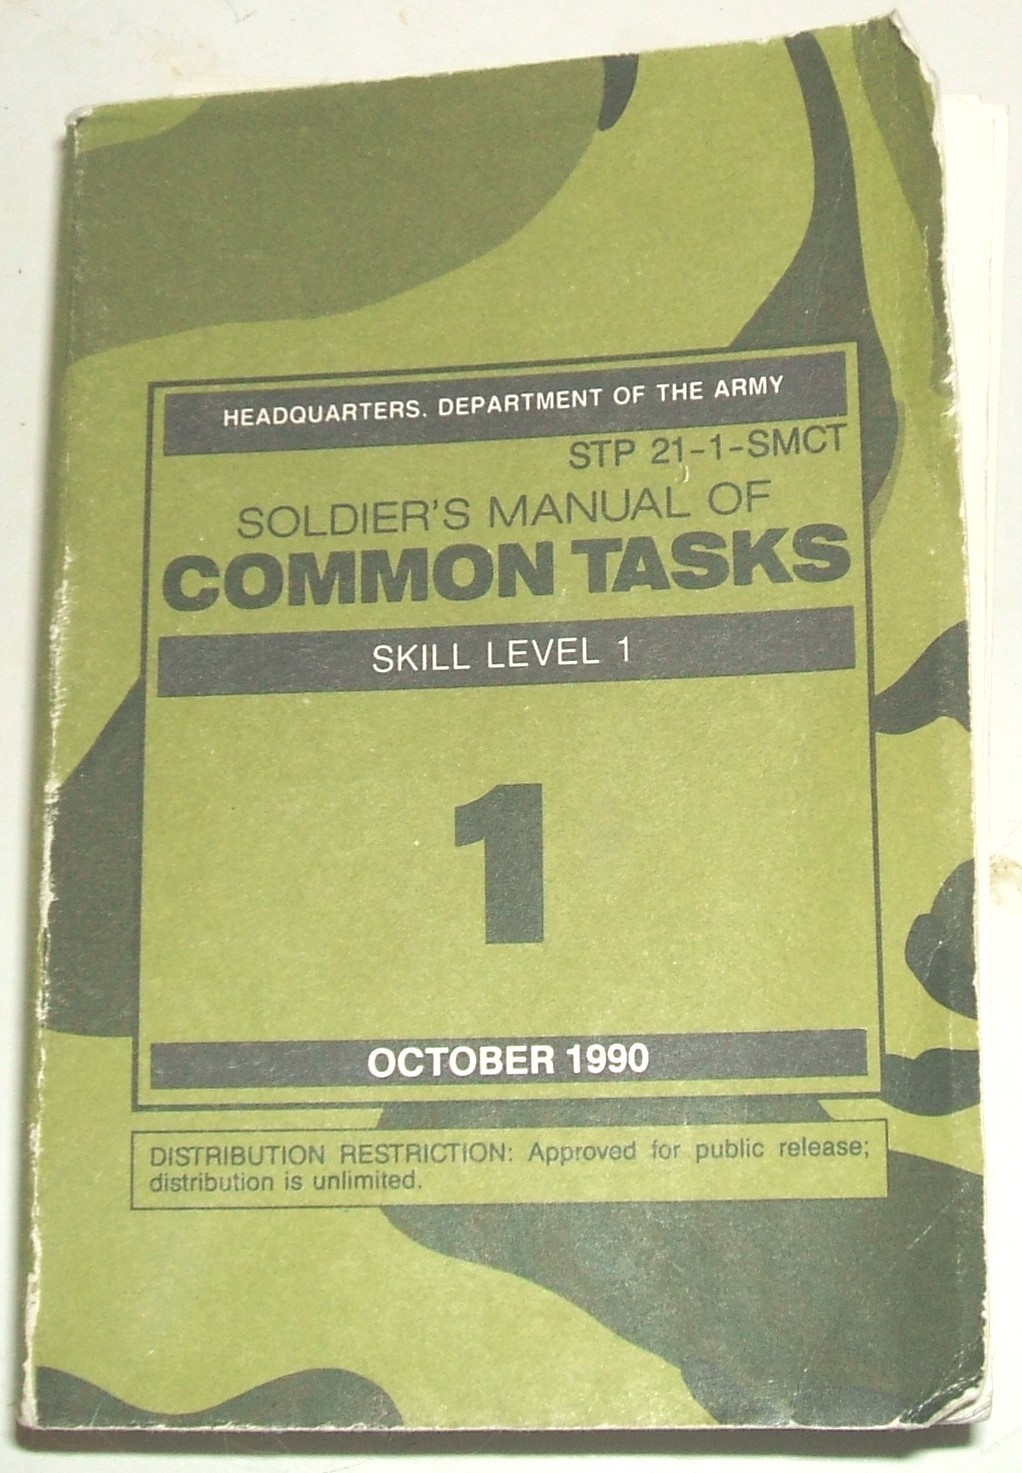 HEADQUARTERS. DEPARTMENT OF THE ARMY
STP 21-1-SMCT
SOLDIER'S MANUAL OF
COMMON TASKS
SKILL LEVEL 1
1
OCTOBER 1990
DISTRIBUTION RESTRICTION: Approved for public release;
distribution is unlimited.